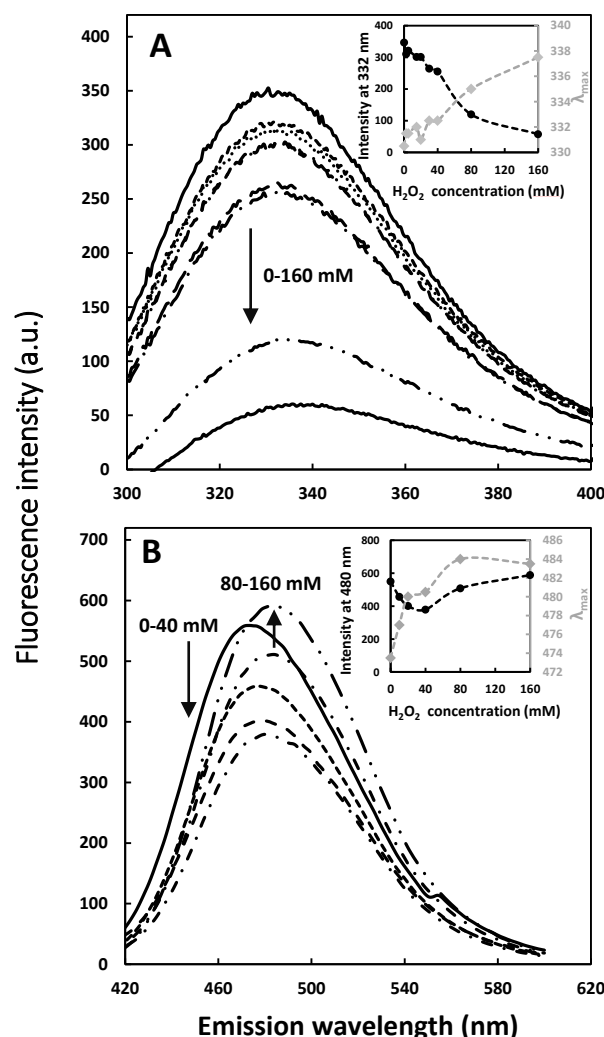 A
400
350
300
250
200
150
100
50
0
300 320 340 360 380 400
0-160 mM
Intensity at 332 nm
400
300
200
100
0
340
338
336
334
332
330
λmax
0 40 80 120 160
H2O2 concentration (mM)
Fluorescence intensity (a.u.)
B
700
600
500
400
300
200
100
0
420 460 500 540 580 620
0-40 mM
80-160 mM
Intensity at 480 nm
800
600
400
200
0
486
484
482
480
478
476
474
472
λmax
0 40 80 120 160
H2O2 concentration (mM)
Emission wavelength (nm)